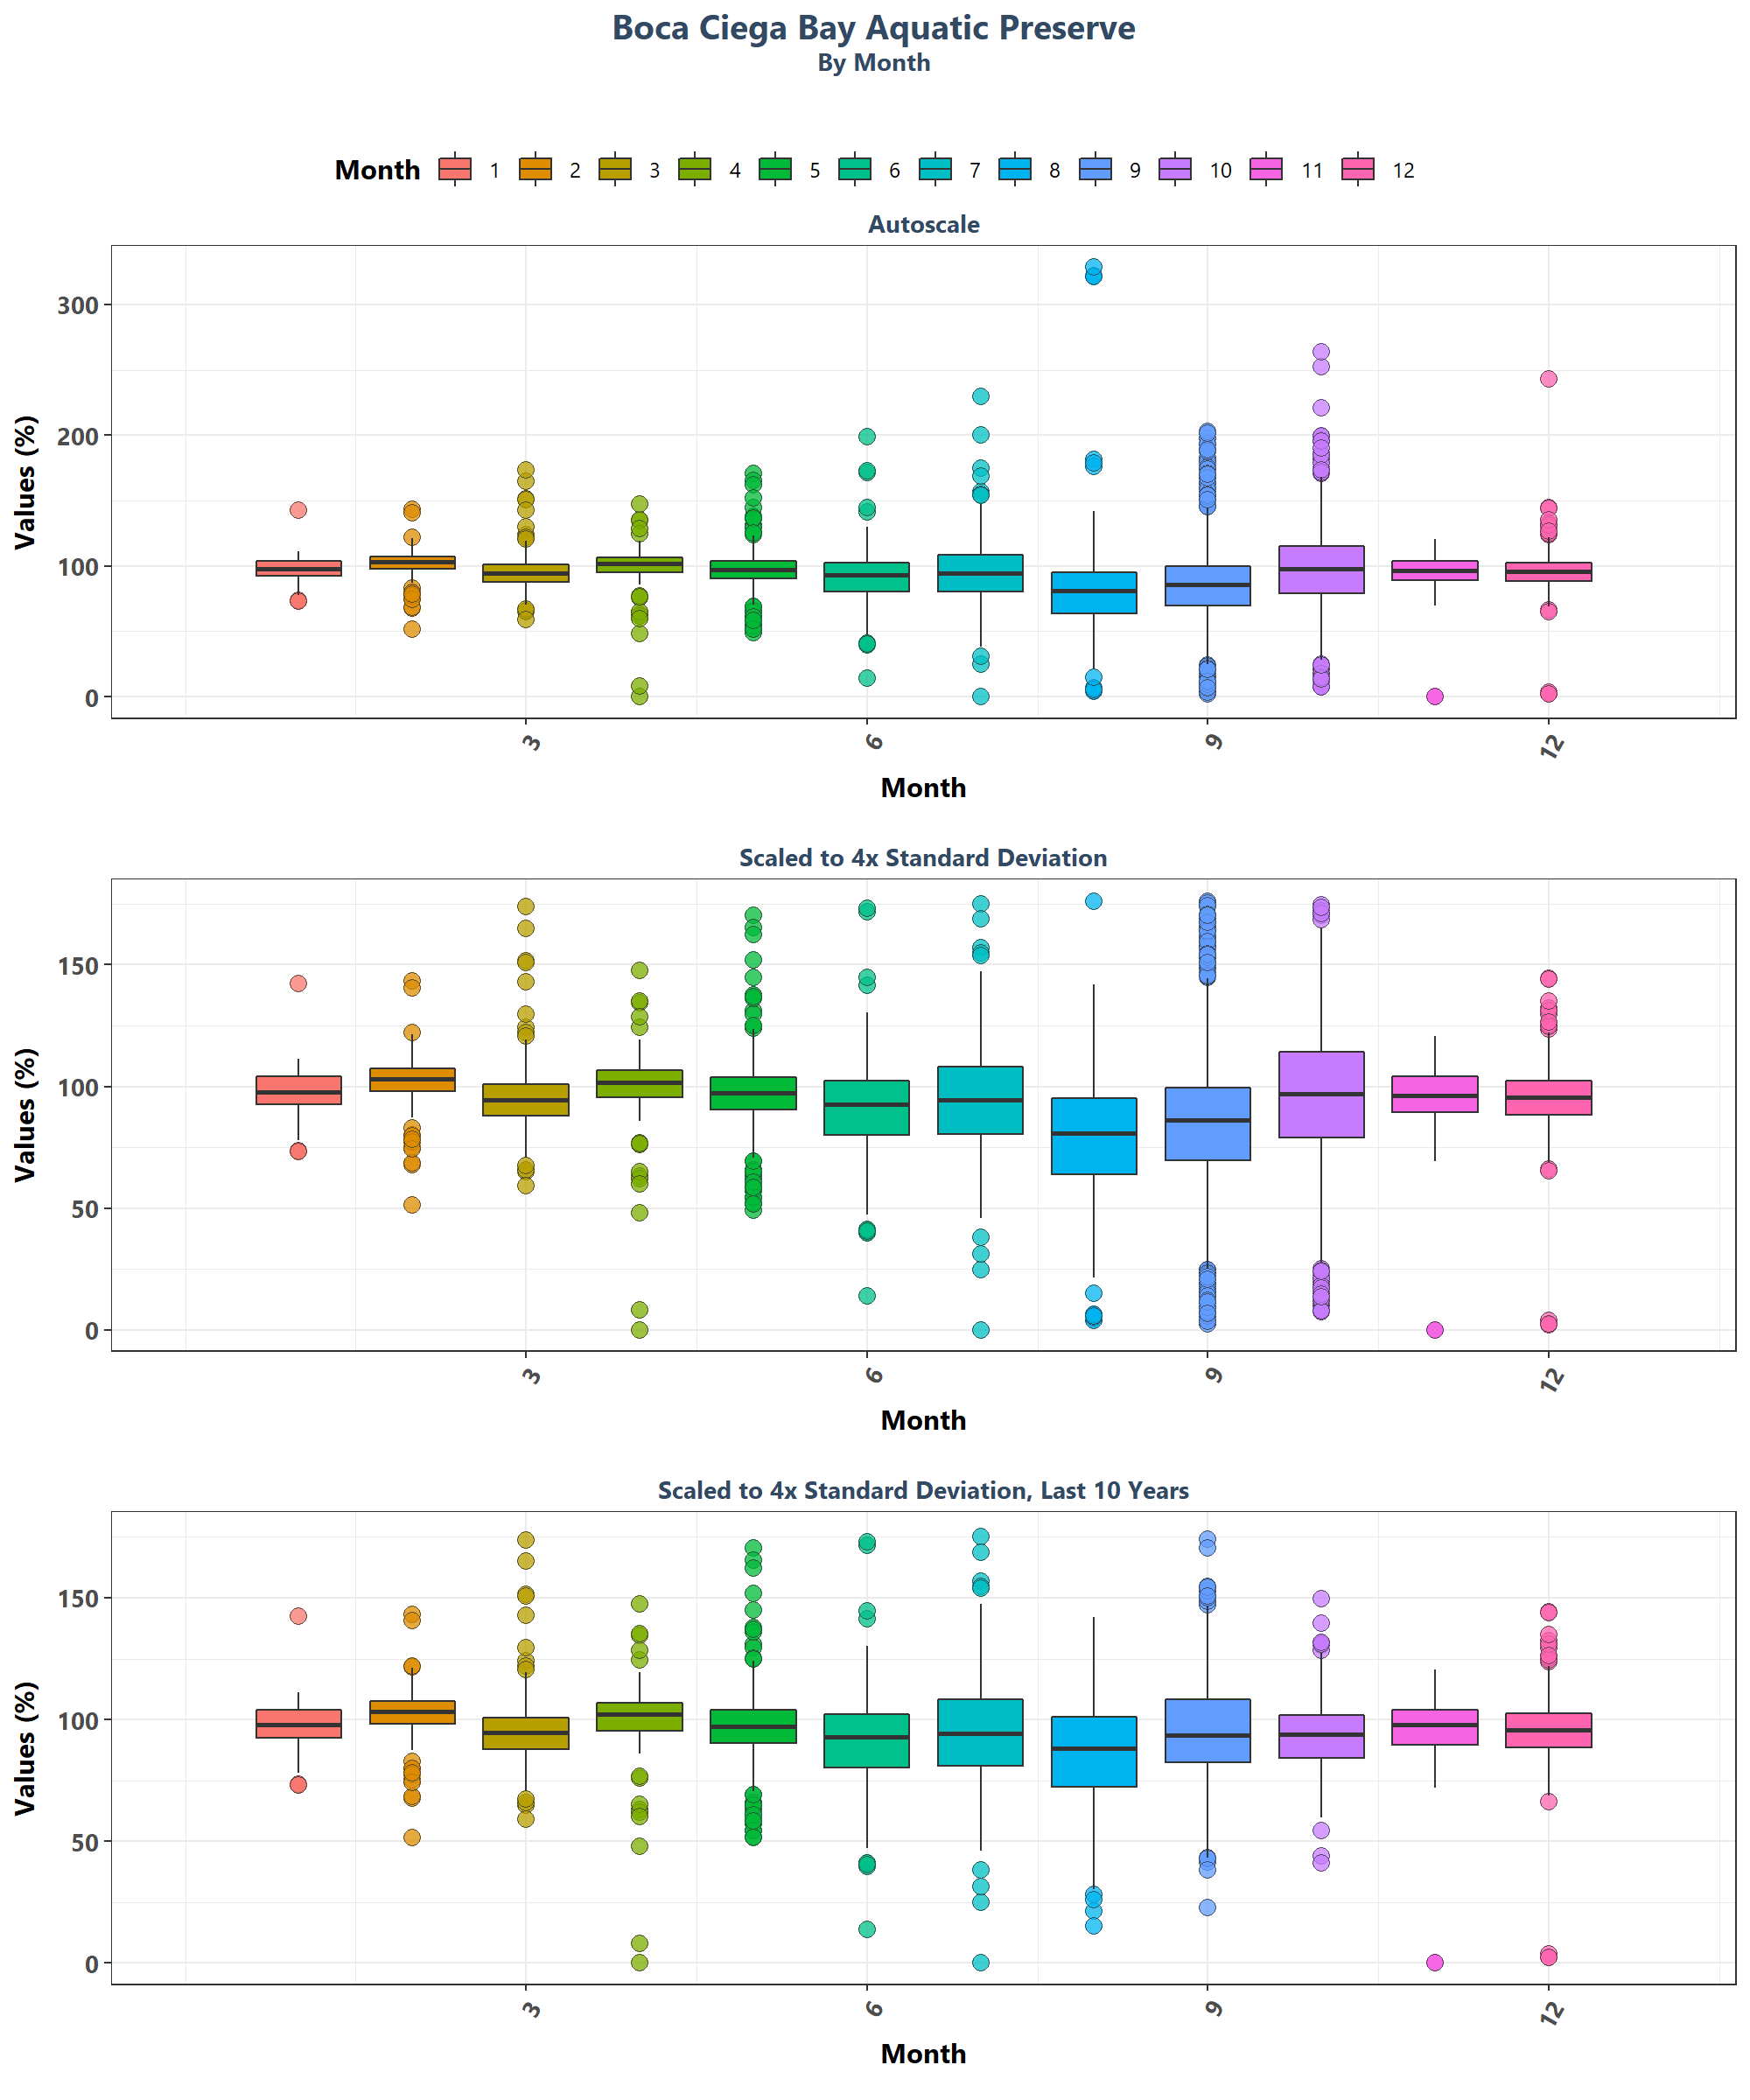 Boca Ciega Bay Aquatic Preserve
By Month
Month 1 2 3 4 5 6 7 8 9 10 11 12
Autoscale
Values (%)
300
200
100
0
3 6 9 12
Month
Scaled to 4x Standard Deviation
Values (%)
150
100
50
0
3 6 9 12
Month
Scaled to 4x Standard Deviation, Last 10 Years
Values (%)
150
100
50
0
3 6 9 12
Month